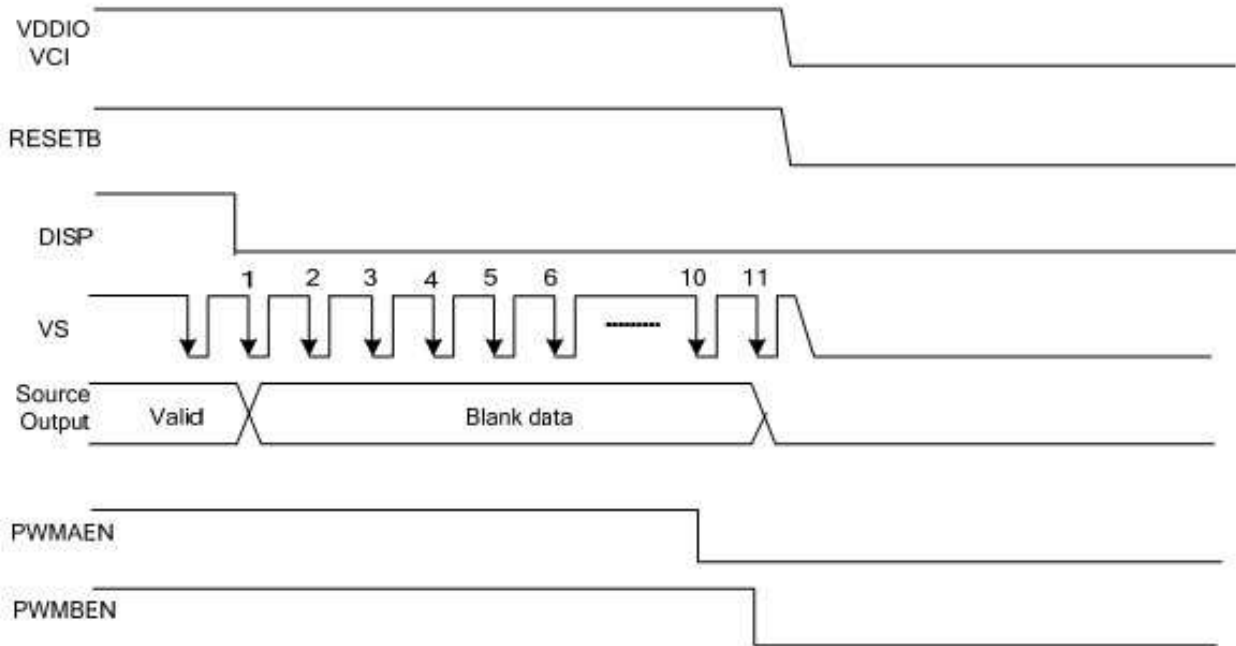 VDDIO
VCI
RESETB
DISP
1 2 3 4 5 6 10 11
VS
Source
Output
Valid
Blank data
PWMAEN
PWMBEN